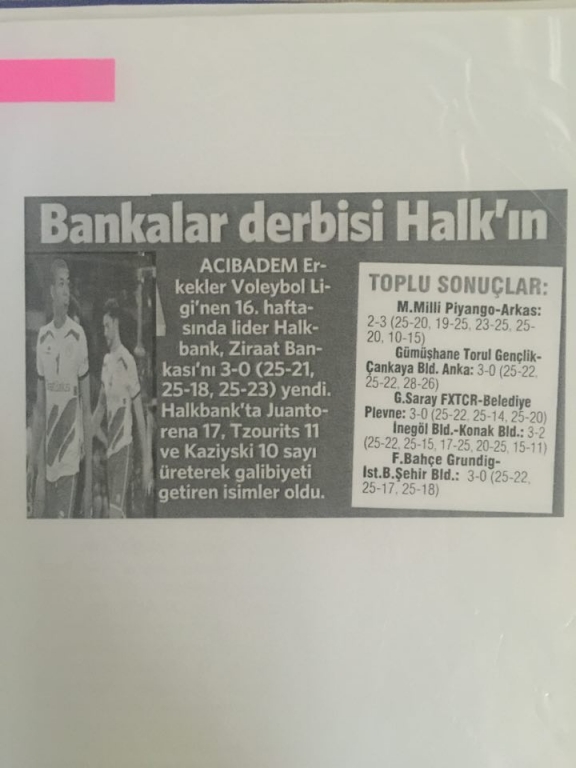 Bankalar derbisi Halk'ın
ACIBADEM Er-
kekler Voleybol Li-
gi'nen 16. hafta-
sında lider Halk-
bank, Ziraat Ban-
kası'nı 3-0 (25-21,
25-18, 25-23) yendi.
Halkbank'ta Juanto-
rena 17, Tzourits 11
ve Kaziyski 10 sayı
üreterek galibiyeti
getiren isimler oldu.
TOPLU SONUÇLAR:
M.Milli Piyango-Arkas:
2-3 (25-20, 19-25, 23-25, 25-
20, 10-15)
Gümüşhane Torul Gençlik-
Çankaya Bld. Anka: 3-0 (25-22,
25-22, 28-26)
G.Saray FXTCR-Belediye
Plevne: 3-0 (25-22, 25-14, 25-20)
İnegöl Bld.-Konak Bld.: 3-2
(25-22, 25-15, 17-25, 20-25, 15-11)
F.Bahçe Grundig-
İst.B.Şehir Bld.: 3-0 (25-22,
25-17, 25-18)